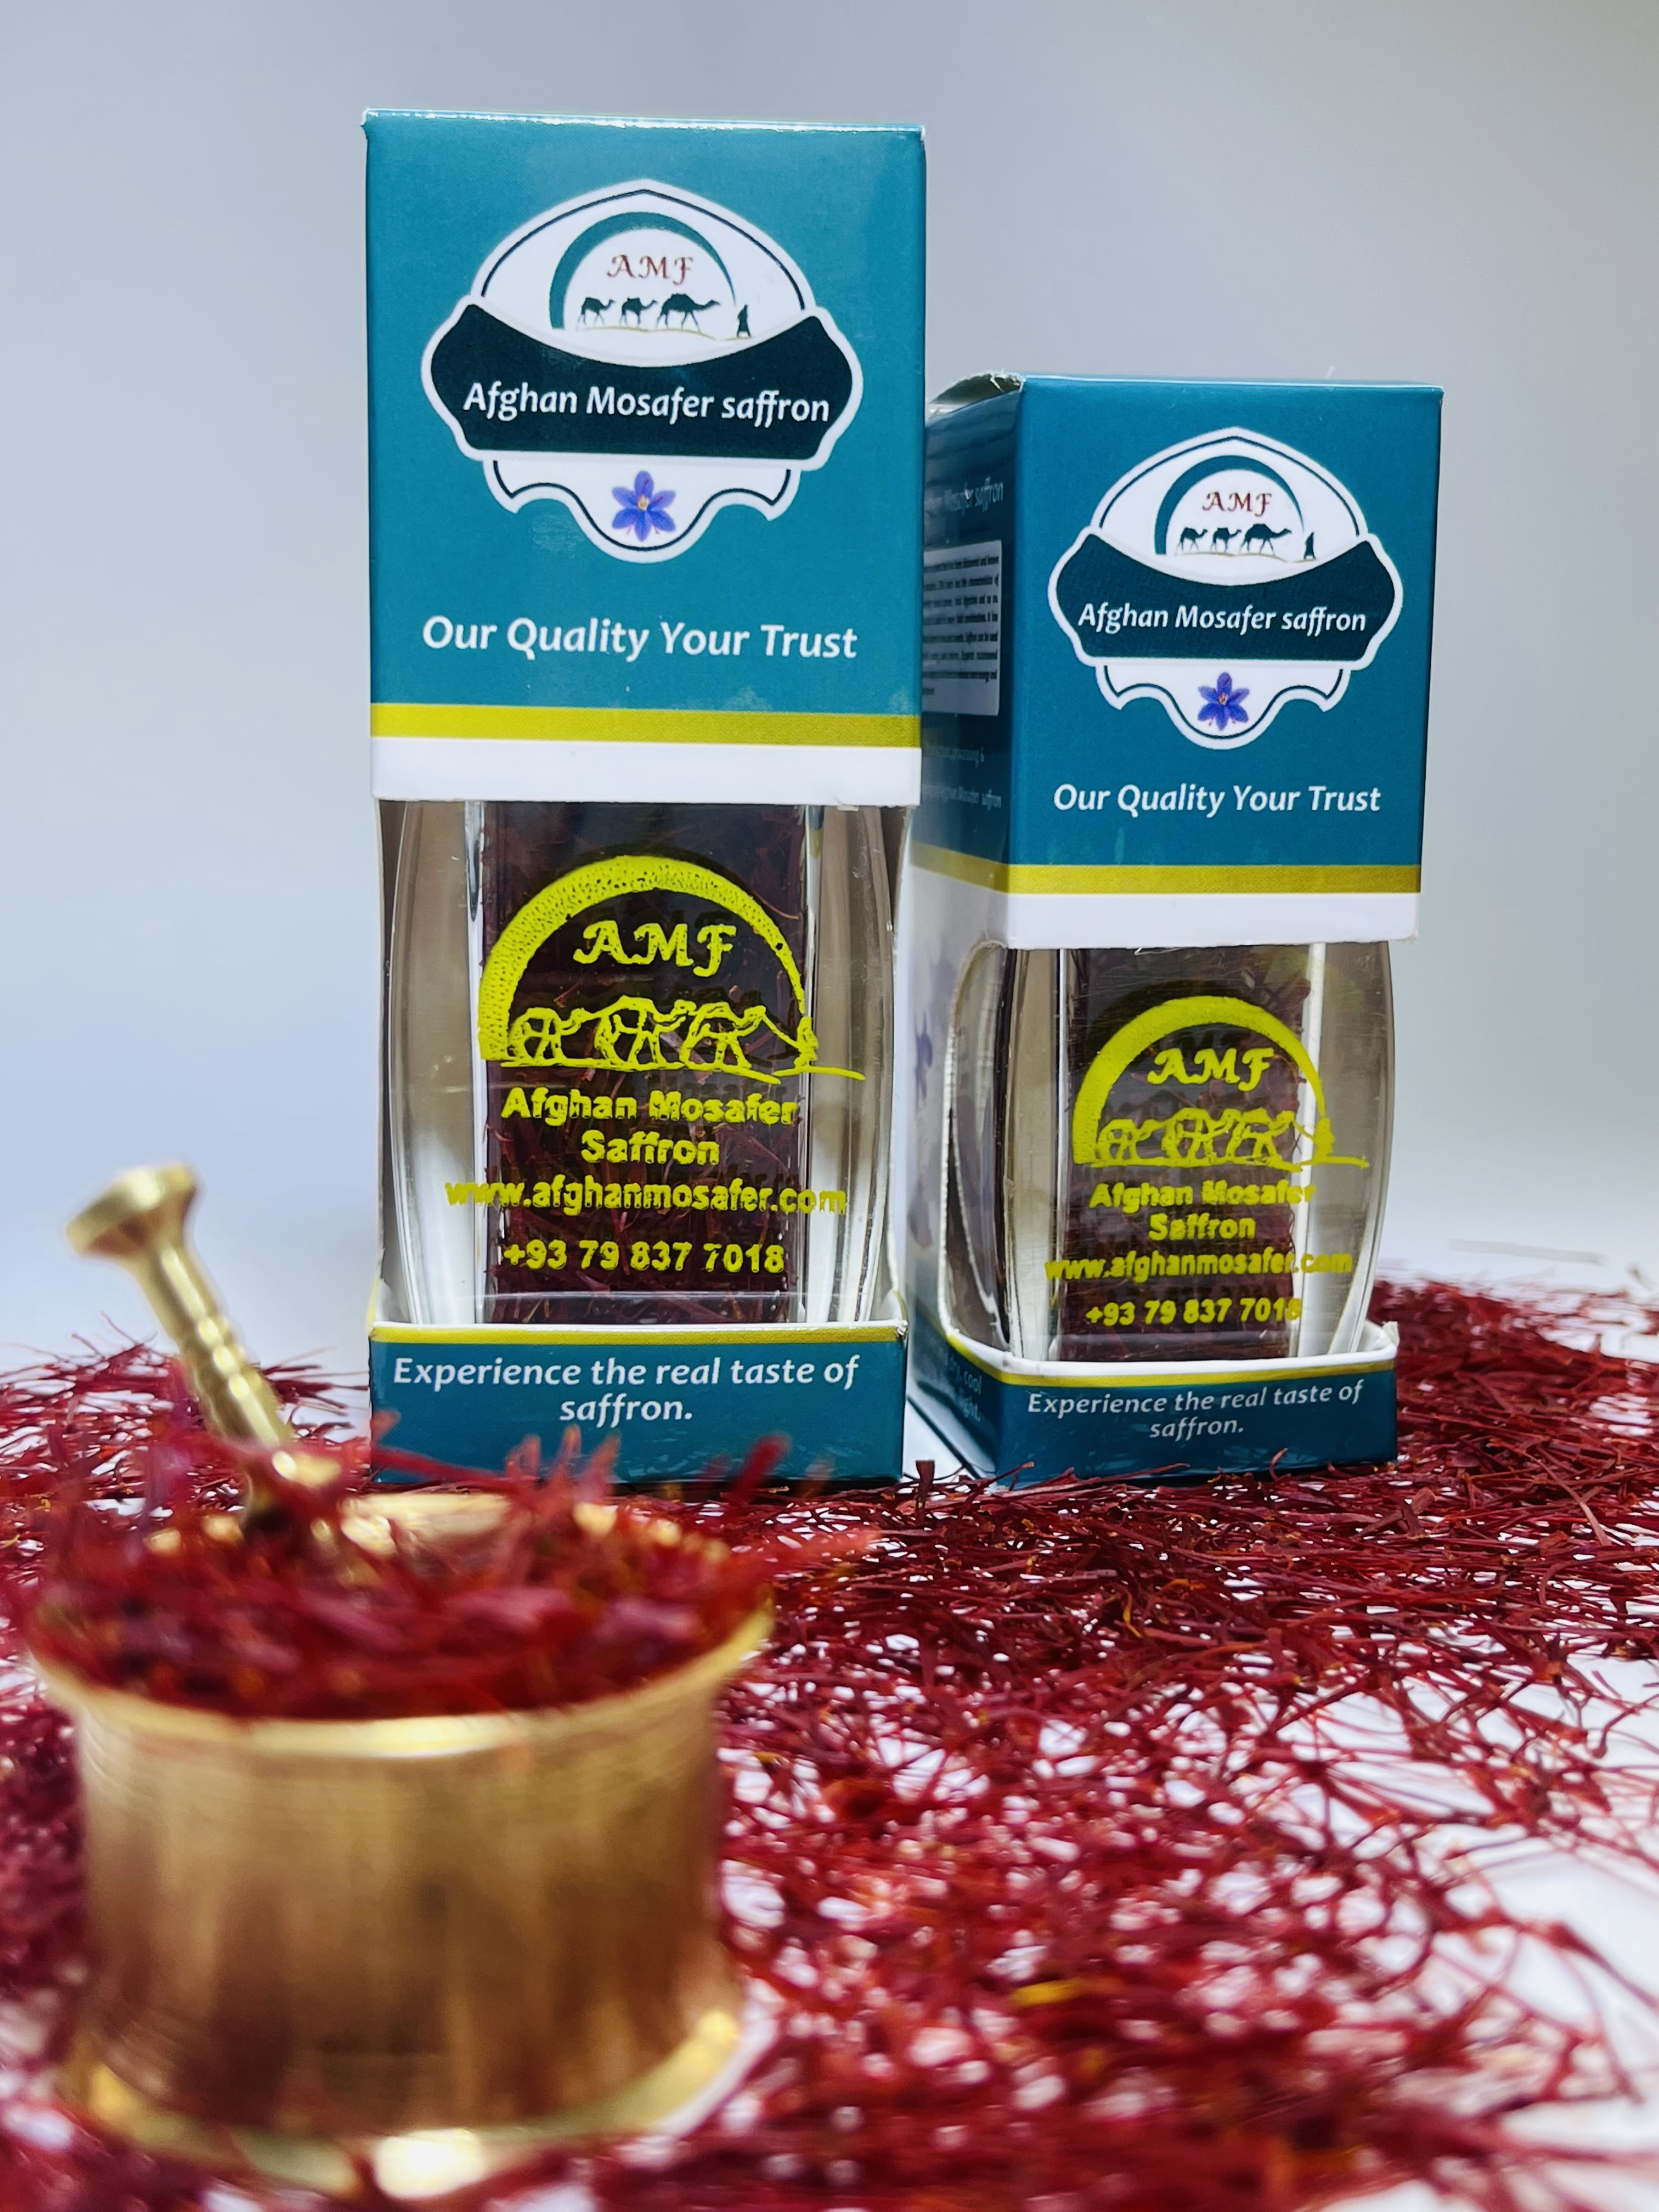 AMF
Afghan Mosafer saffron
Our Quality Your Trust
AMF
Afghan Mosafer
Saffron
www.afghanmosafer.com
+93 79 837 7018
Experience the real taste of
saffron.
AMF
Afghan Mosafer saffron
Our Quality Your Trust
AMF
Afghan Mosafer
Saffron
www.afghanmosafer.com
+93 79 837 7018
Experience the real taste of
saffron.
Mosafer saffron